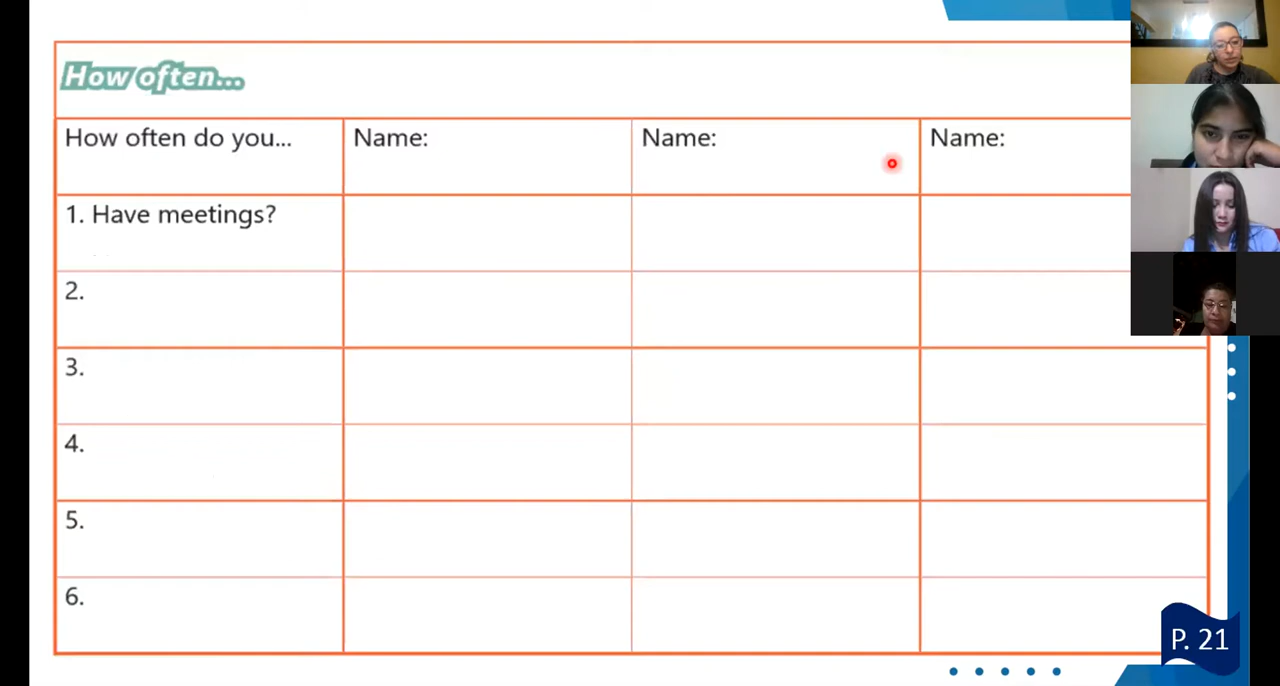 How often...
How often do you...
Name:
Name:
Name:
1. Have meetings?
2.
3.
4.
5.
6.
P. 21